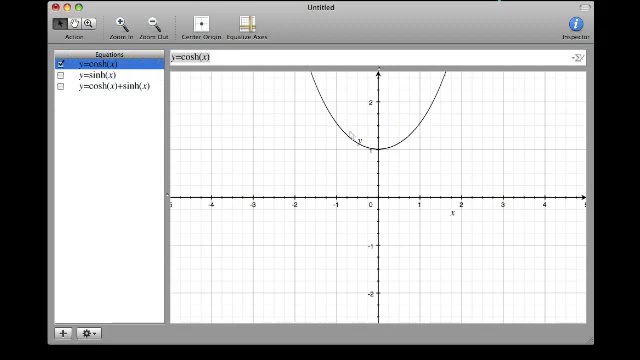 Untitled
Action
Zoom In
Zoom Out
Center Origin
Equalize Axes
Inspector
Equations
y=cosh(x)
y=sinh(x)
y=cosh(x)+sinh(x)
y=cosh(x)
y
2
1
-5 -4 -3 -2 -1 0 1 2 3 4 5
x
-1
-2